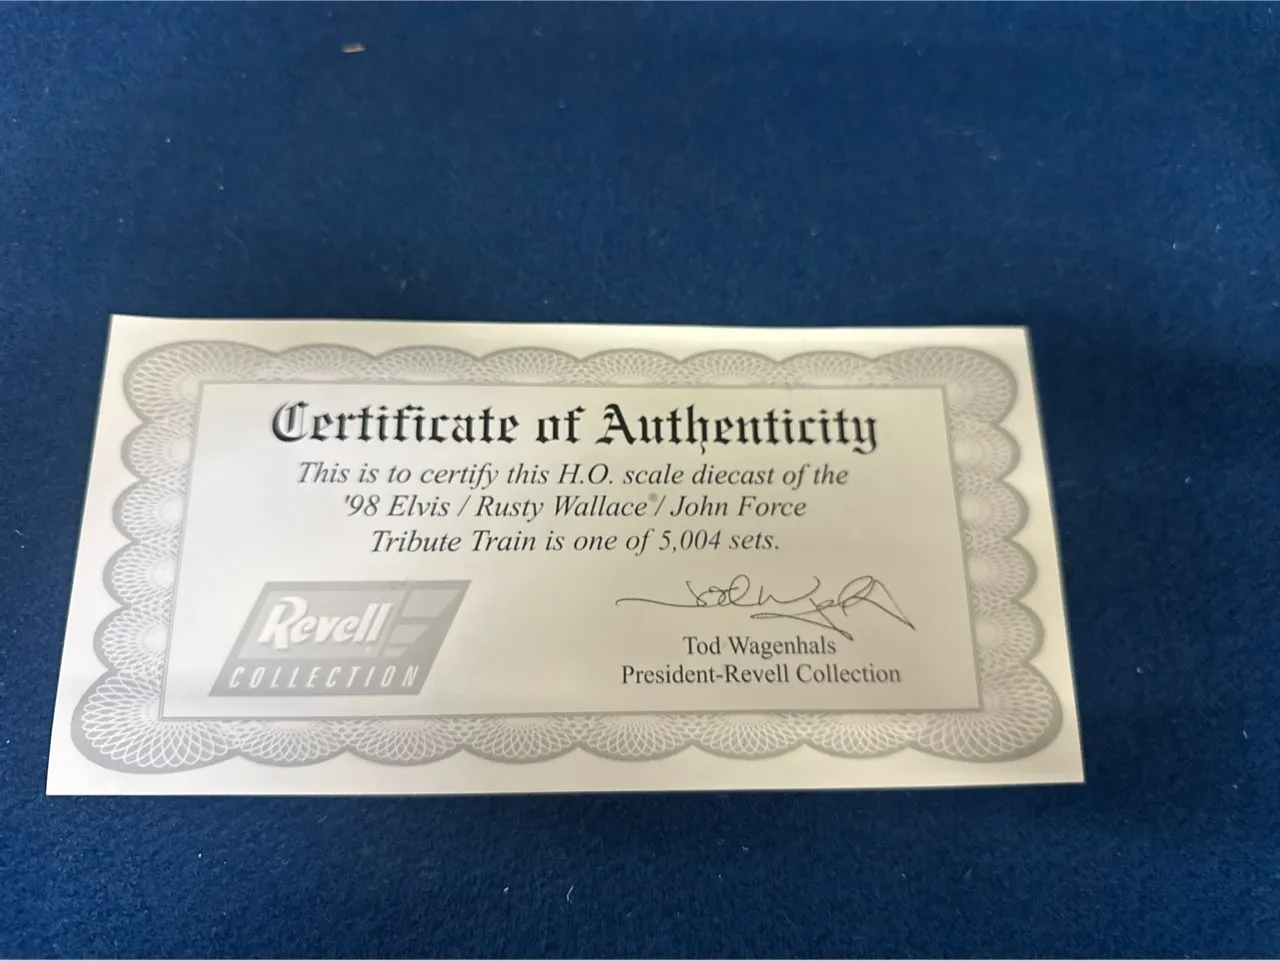 Certificate of Authenticity
This is to certify this H.O. scale diecast of the
'98 Elvis / Rusty Wallace®/ John Force
Tribute Train is one of 5,004 sets.
Revell
COLLECTION
Tod Wagenhals
President-Revell Collection